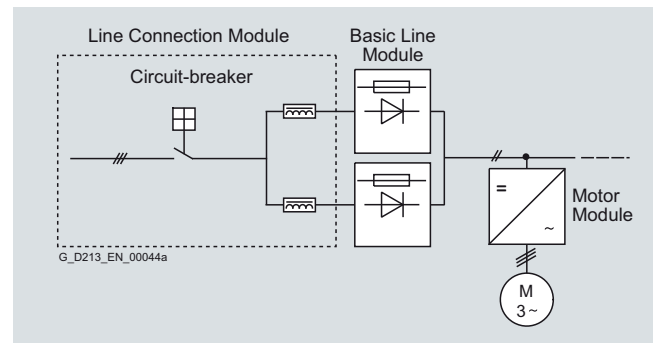 Line Connection Module
Basic Line
Module
Circuit-breaker
=
~
Motor
Module
G_D213_EN_00044a
M
3~